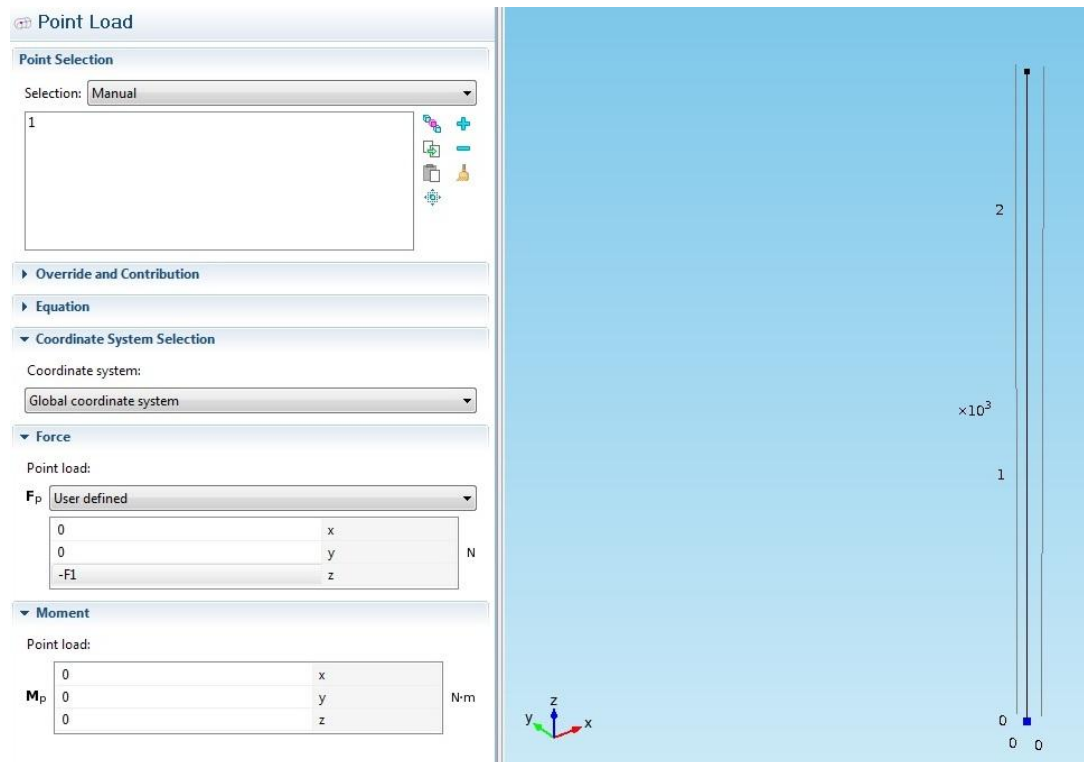 Point Load
Point Selection
Selection: Manual
1
Override and Contribution
Equation
Coordinate System Selection
Coordinate system:
Global coordinate system
Force
Point load:
Fp User defined
0 x
0 y N
-F1 z
Moment
Point load:
0 x
Mp 0 y N·m
0 z
2
×10³
1
0
0 0
z
y x